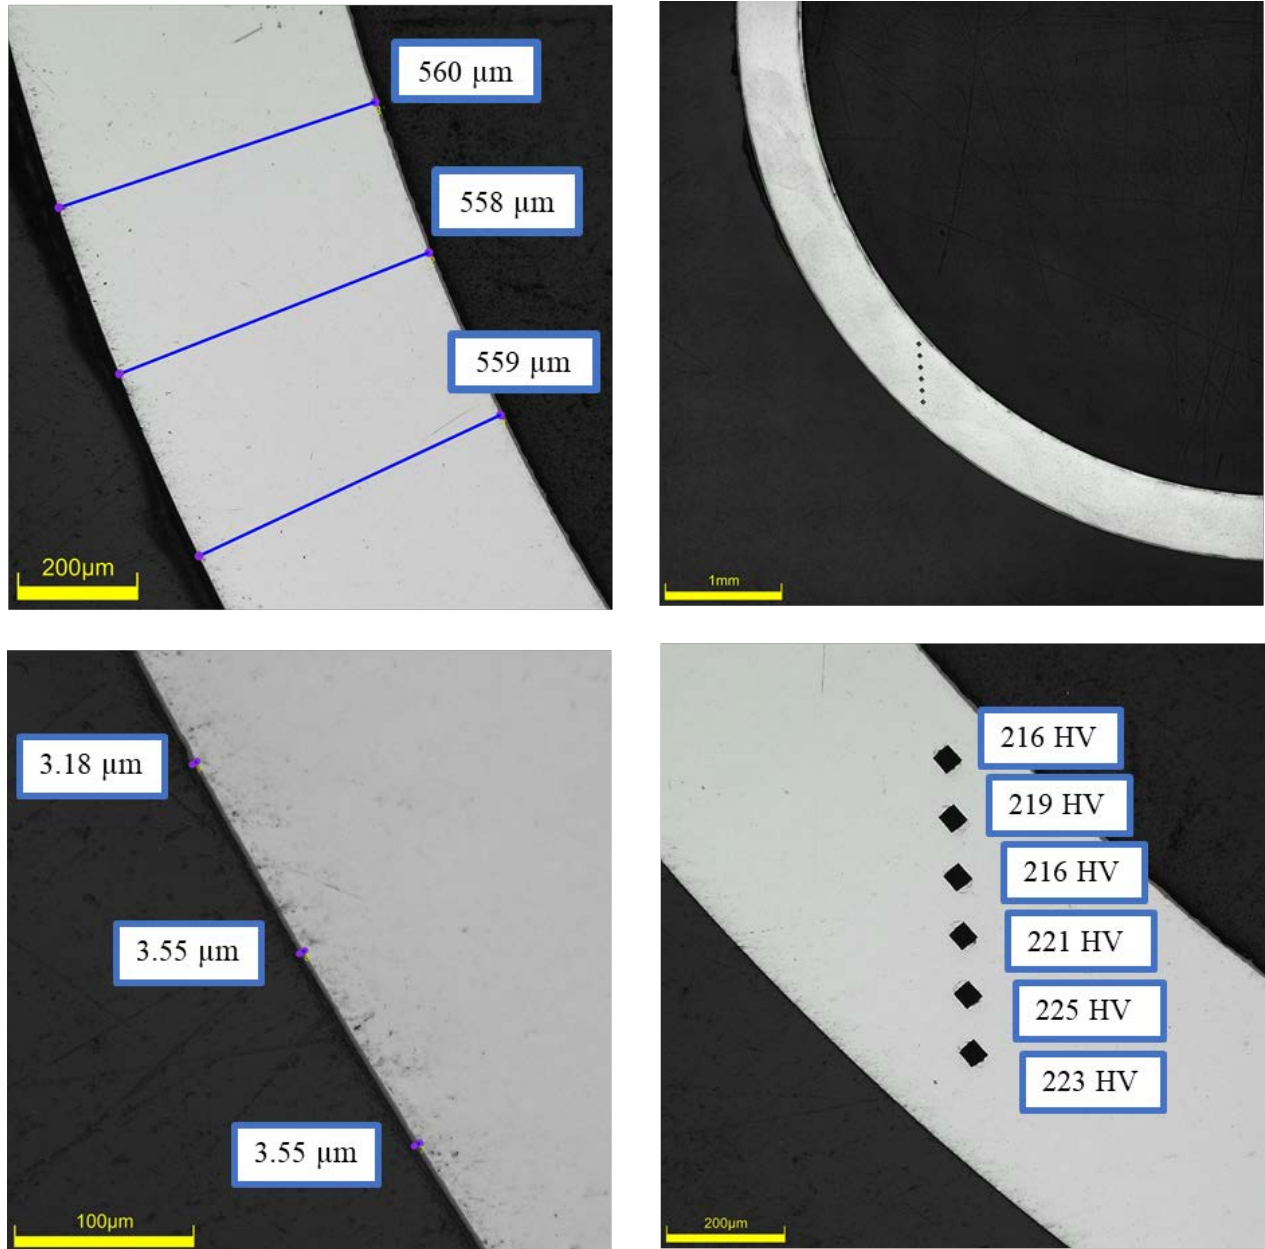 560 µm
558 µm
559 µm
200µm
1mm
3.18 µm
3.55 µm
3.55 µm
100µm
216 HV
219 HV
216 HV
221 HV
225 HV
223 HV
200µm